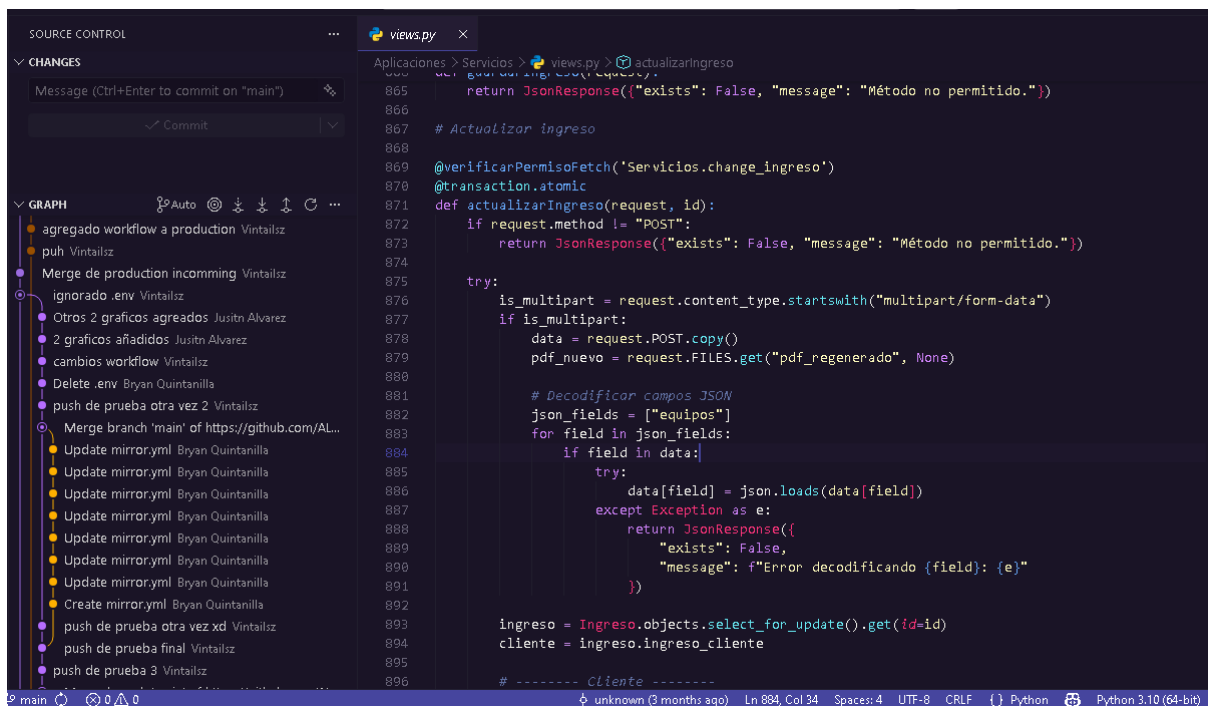 SOURCE CONTROL
CHANGES
Message (Ctrl+Enter to commit on "main")
Commit
GRAPH
Auto
agregado workflow a production Vintailsz
puh Vintailsz
Merge de production incomming Vintailsz
ignorado .env Vintailsz
Otros 2 graficos agreados Jusitn Alvarez
2 graficos añadidos Jusitn Alvarez
cambios workflow Vintailsz
Delete .env Bryan Quintanilla
push de prueba otra vez 2 Vintailsz
Merge branch 'main' of https://github.com/AL...
Update mirror.yml Bryan Quintanilla
Update mirror.yml Bryan Quintanilla
Update mirror.yml Bryan Quintanilla
Update mirror.yml Bryan Quintanilla
Update mirror.yml Bryan Quintanilla
Update mirror.yml Bryan Quintanilla
Update mirror.yml Bryan Quintanilla
Create mirror.yml Bryan Quintanilla
push de prueba otra vez xd Vintailsz
push de prueba final Vintailsz
push de prueba 3 Vintailsz
views.py
Aplicaciones > Servicios > views.py > actualizarIngreso
def guardarIngreso(request):
865 return JsonResponse({"exists": False, "message": "Método no permitido."})
866
867 # Actualizar ingreso
868
869 @verificarPermisoFetch('Servicios.change_ingreso')
870 @transaction.atomic
871 def actualizarIngreso(request, id):
872 if request.method != "POST":
873 return JsonResponse({"exists": False, "message": "Método no permitido."})
874
875 try:
876 is_multipart = request.content_type.startswith("multipart/form-data")
877 if is_multipart:
878 data = request.POST.copy()
879 pdf_nuevo = request.FILES.get("pdf_regenerado", None)
880
881 # Decodificar campos JSON
882 json_fields = ["equipos"]
883 for field in json_fields:
884 if field in data:
885 try:
886 data[field] = json.loads(data[field])
887 except Exception as e:
888 return JsonResponse({
889 "exists": False,
890 "message": f"Error decodificando {field}: {e}"
891 })
892
893 ingreso = Ingreso.objects.select_for_update().get(id=id)
894 cliente = ingreso.ingreso_cliente
895
896 # -------- Cliente --------
main 0 0 unknown (3 months ago) Ln 884, Col 34 Spaces: 4 UTF-8 CRLF {} Python Python 3.10 (64-bit)